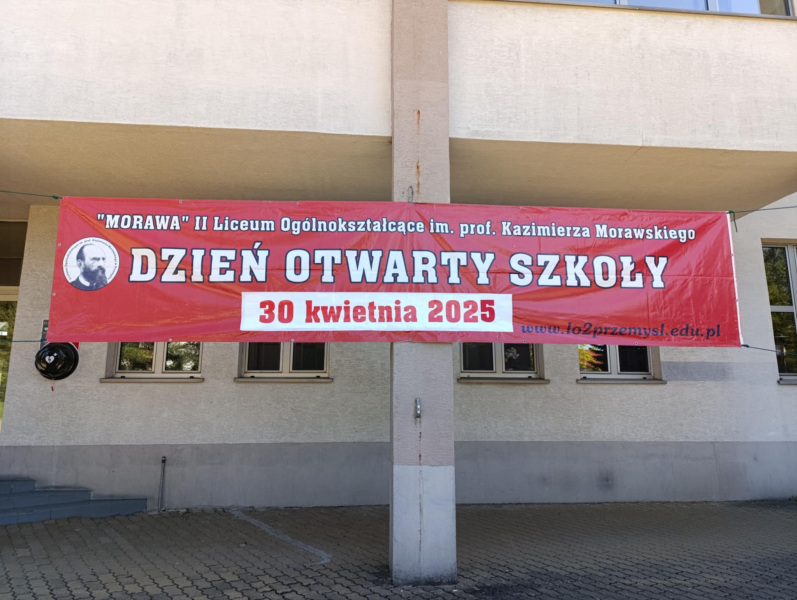 "MORAWA" II Liceum Ogólnokształcące im. prof. Kazimierza Morawskiego
DZIEŃ OTWARTY SZKOŁY
30 kwietnia 2025
www.lo2przemysl.edu.pl